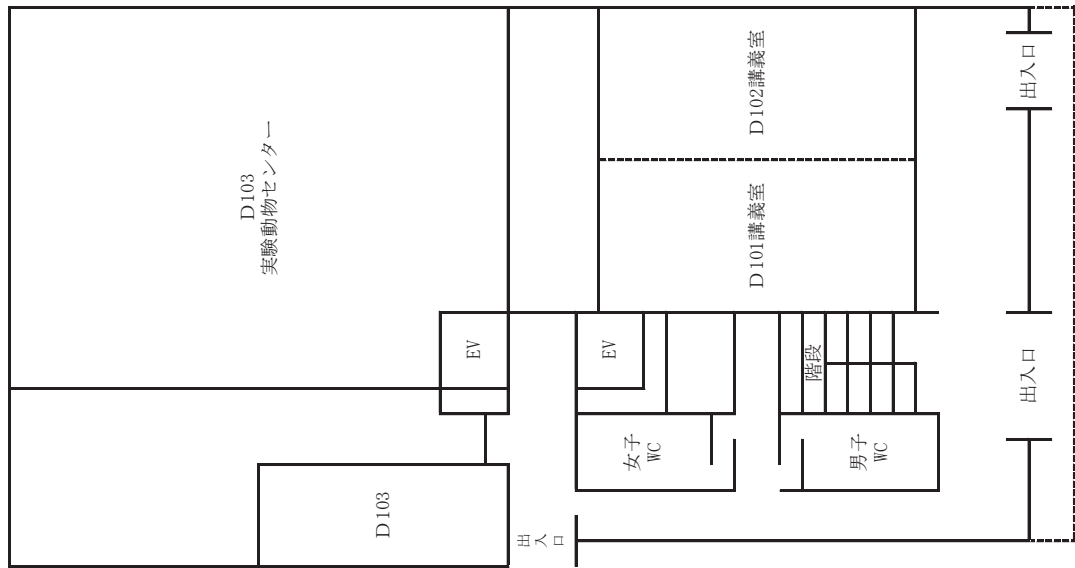 D103
実験動物センター
D102講義室
出入口
D101講義室
EV
EV
階段
出入口
女子
WC
男子
WC
D103
出入口